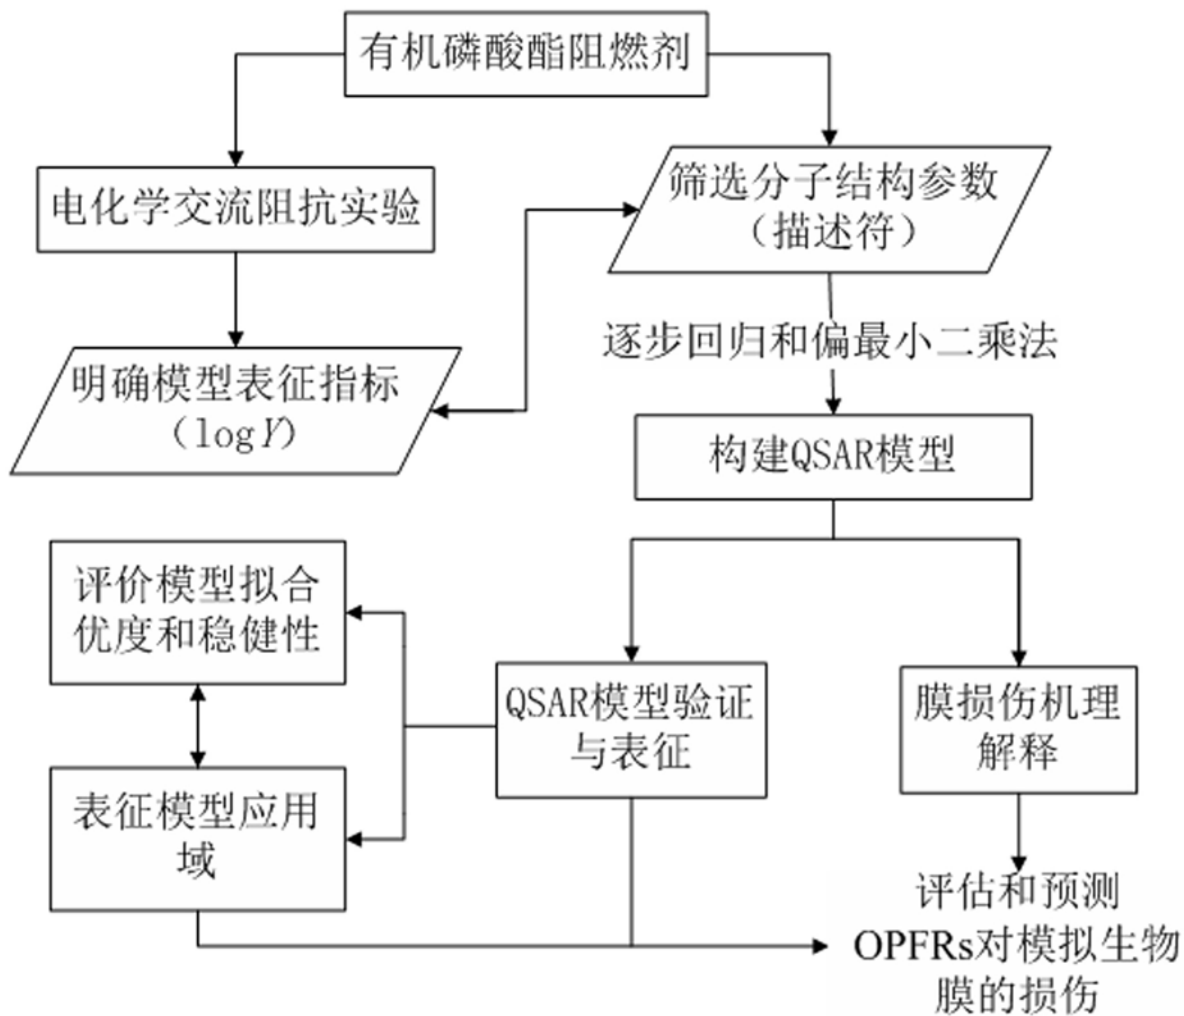 有机磷酸酯阻燃剂
电化学交流阻抗实验
筛选分子结构参数
（描述符）
逐步回归和偏最小二乘法
明确模型表征指标
（logY）
构建QSAR模型
评价模型拟合
优度和稳健性
QSAR模型验证
与表征
膜损伤机理
解释
表征模型应用
域
评估和预测
OPFRs对模拟生物
膜的损伤